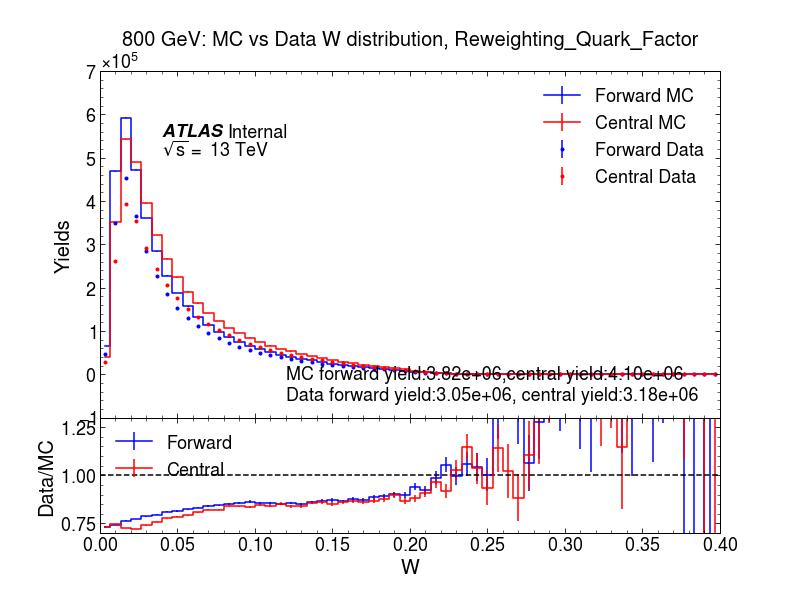 800 GeV: MC vs Data W distribution, Reweighting_Quark_Factor
×10⁵
7
6
5
4
3
2
1
0
−1
Yields
ATLAS Internal
√s = 13 TeV
Forward MC
Central MC
Forward Data
Central Data
MC forward yield:3.82e+06,central yield:4.10e+06
Data forward yield:3.05e+06, central yield:3.18e+06
1.25
1.00
0.75
Data/MC
Forward
Central
0.00 0.05 0.10 0.15 0.20 0.25 0.30 0.35 0.40
W